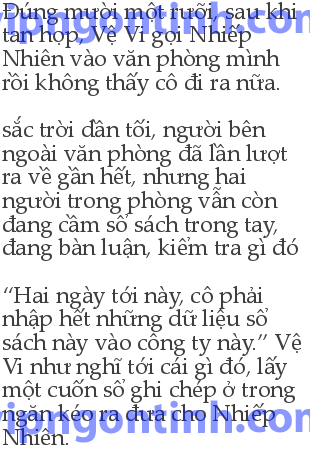 Đúng mười một rưỡi, sau khi
tan họp, Vệ Vi gọi Nhiếp
Nhiên vào văn phòng mình
rồi không thấy cô đi ra nữa.
sắc trời dần tối, người bên
ngoài văn phòng đã lần lượt
ra về gần hết, nhưng hai
người trong phòng vẫn còn
đang cầm sổ sách trong tay,
đang bàn luận, kiểm tra gì đó
“Hai ngày tới này, cô phải
nhập hết những dữ liệu sổ
sách này vào công ty này.” Vệ
Vi như nghĩ tới cái gì đó, lấy
một cuốn sổ ghi chép ở trong
ngăn kéo ra đưa cho Nhiếp
Nhiên.